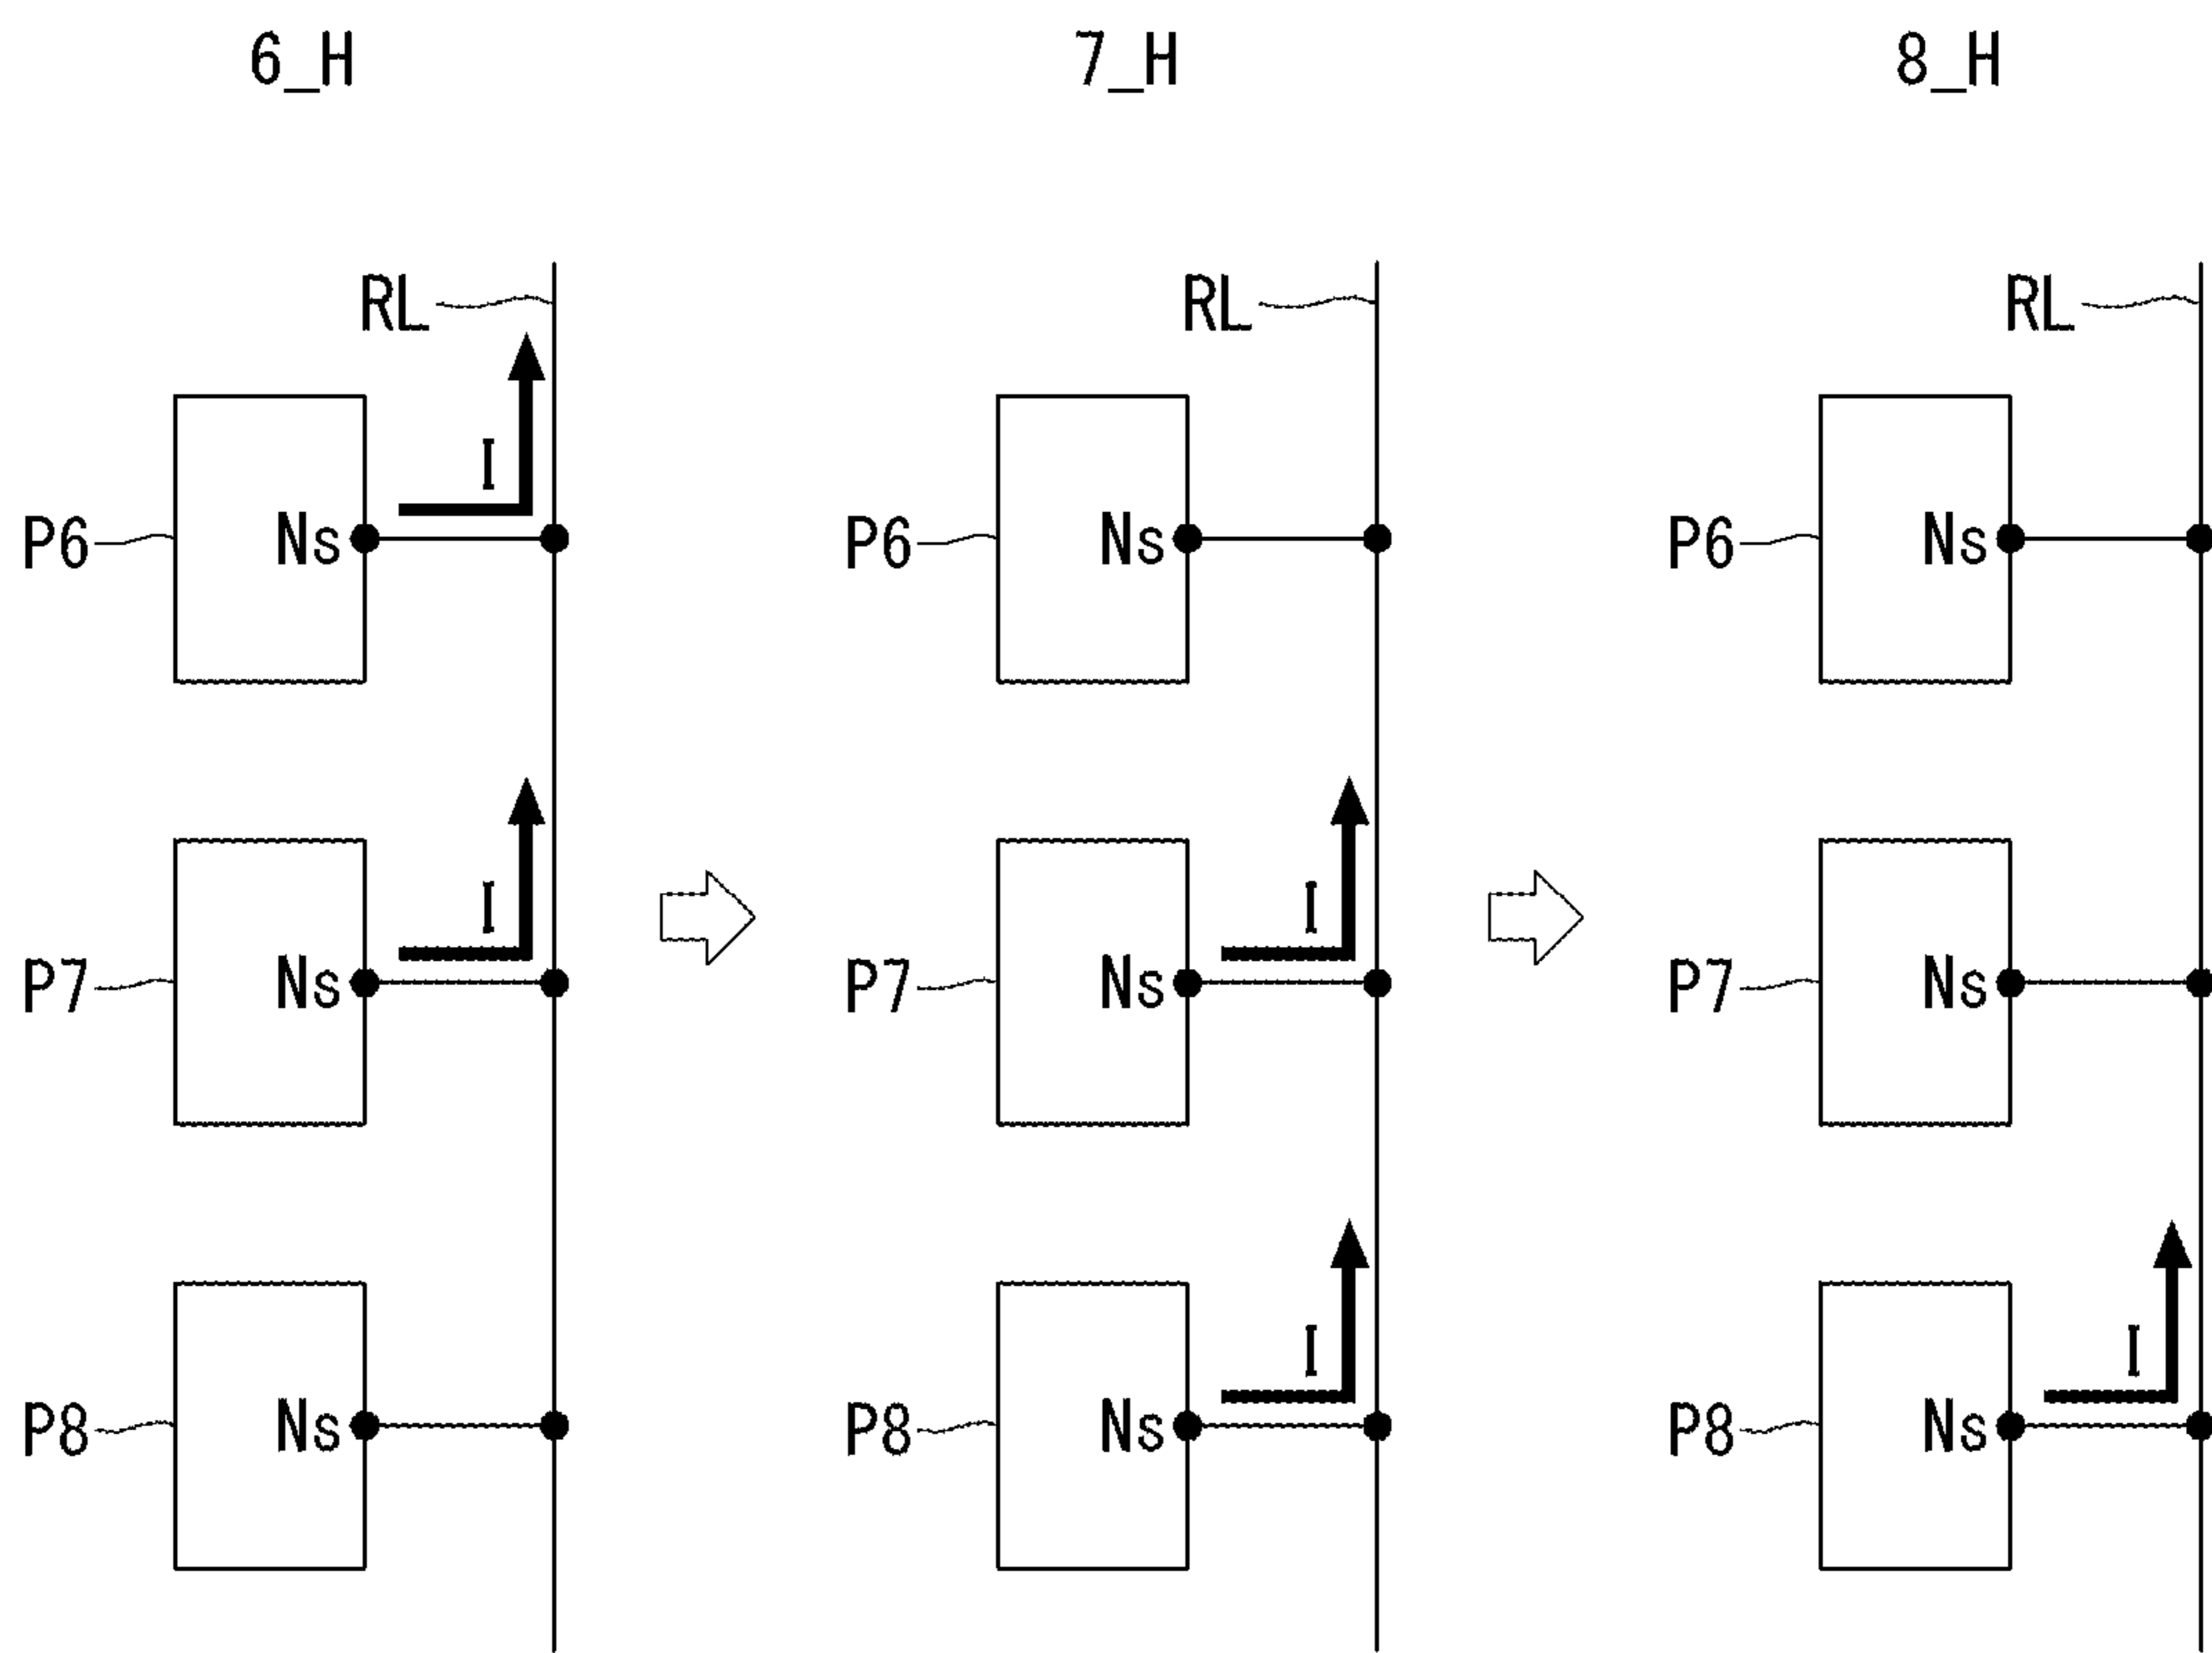 6_H 7_H 8_H
RL RL RL
I
P6 Ns P6 Ns P6 Ns
I I
P7 Ns P7 Ns P7 Ns
I I
P8 Ns P8 Ns P8 Ns